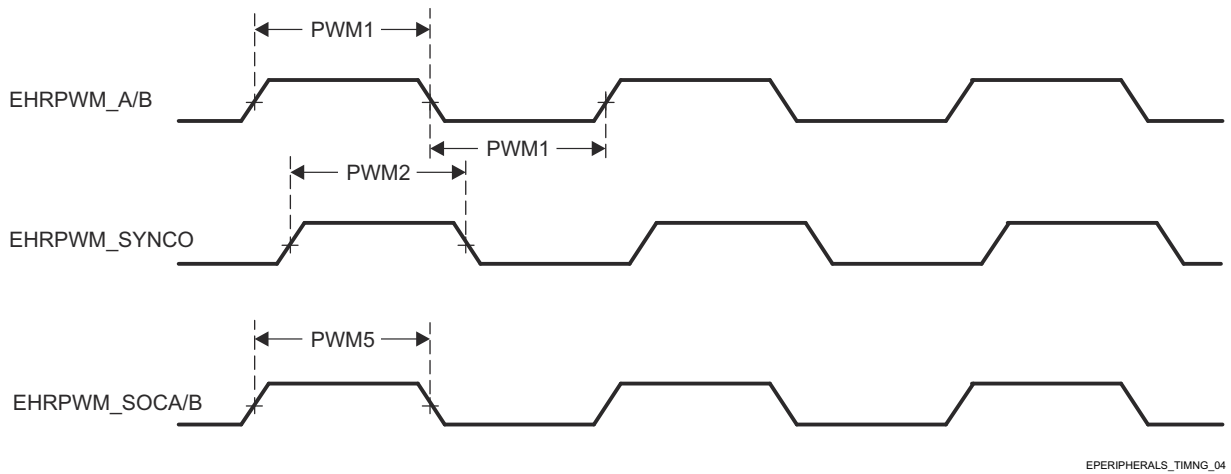 PWM1
EHRPWM_A/B
PWM1
PWM2
EHRPWM_SYNCO
PWM5
EHRPWM_SOCA/B
EPERIPHERALS_TIMNG_04